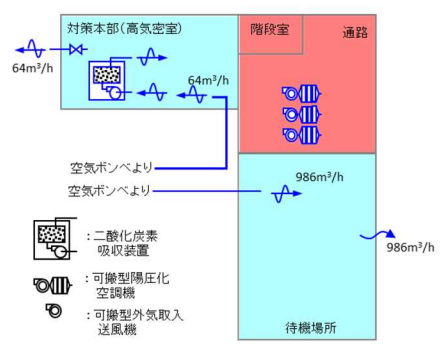 対策本部(高気密室)
階段室
通路
64m³/h
64m³/h
空気ボンベより
空気ボンベより
986m³/h
986m³/h
:二酸化炭素
吸収装置
:可搬型陽圧化
空調機
:可搬型外気取入
送風機
待機場所